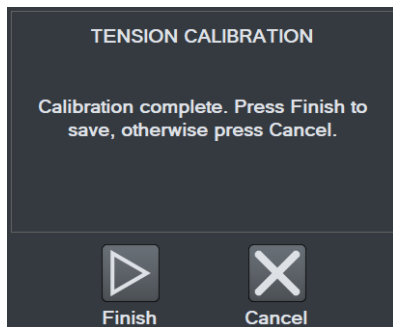 TENSION CALIBRATION
Calibration complete. Press Finish to
save, otherwise press Cancel.
Finish
Cancel